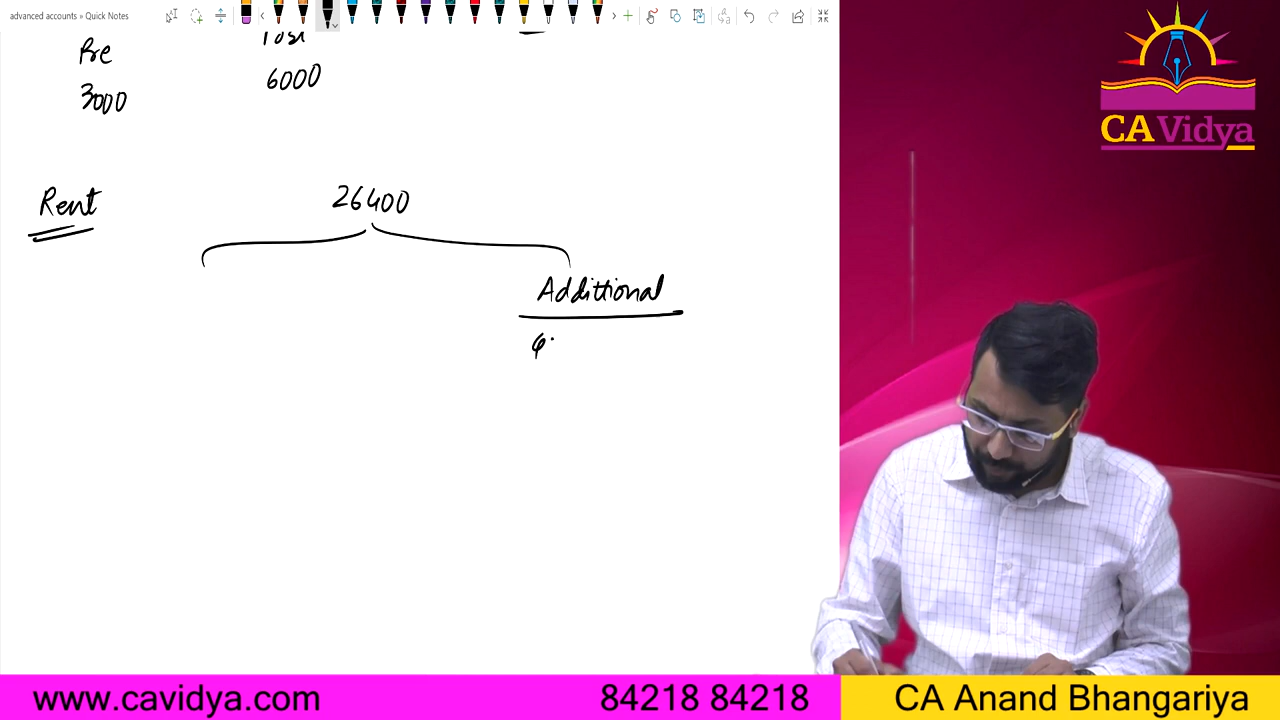 advanced accounts » Quick Notes
Pre
Post
3000
6000
Rent
26400
Additional
CA Vidya
www.cavidya.com
84218 84218
CA Anand Bhangariya